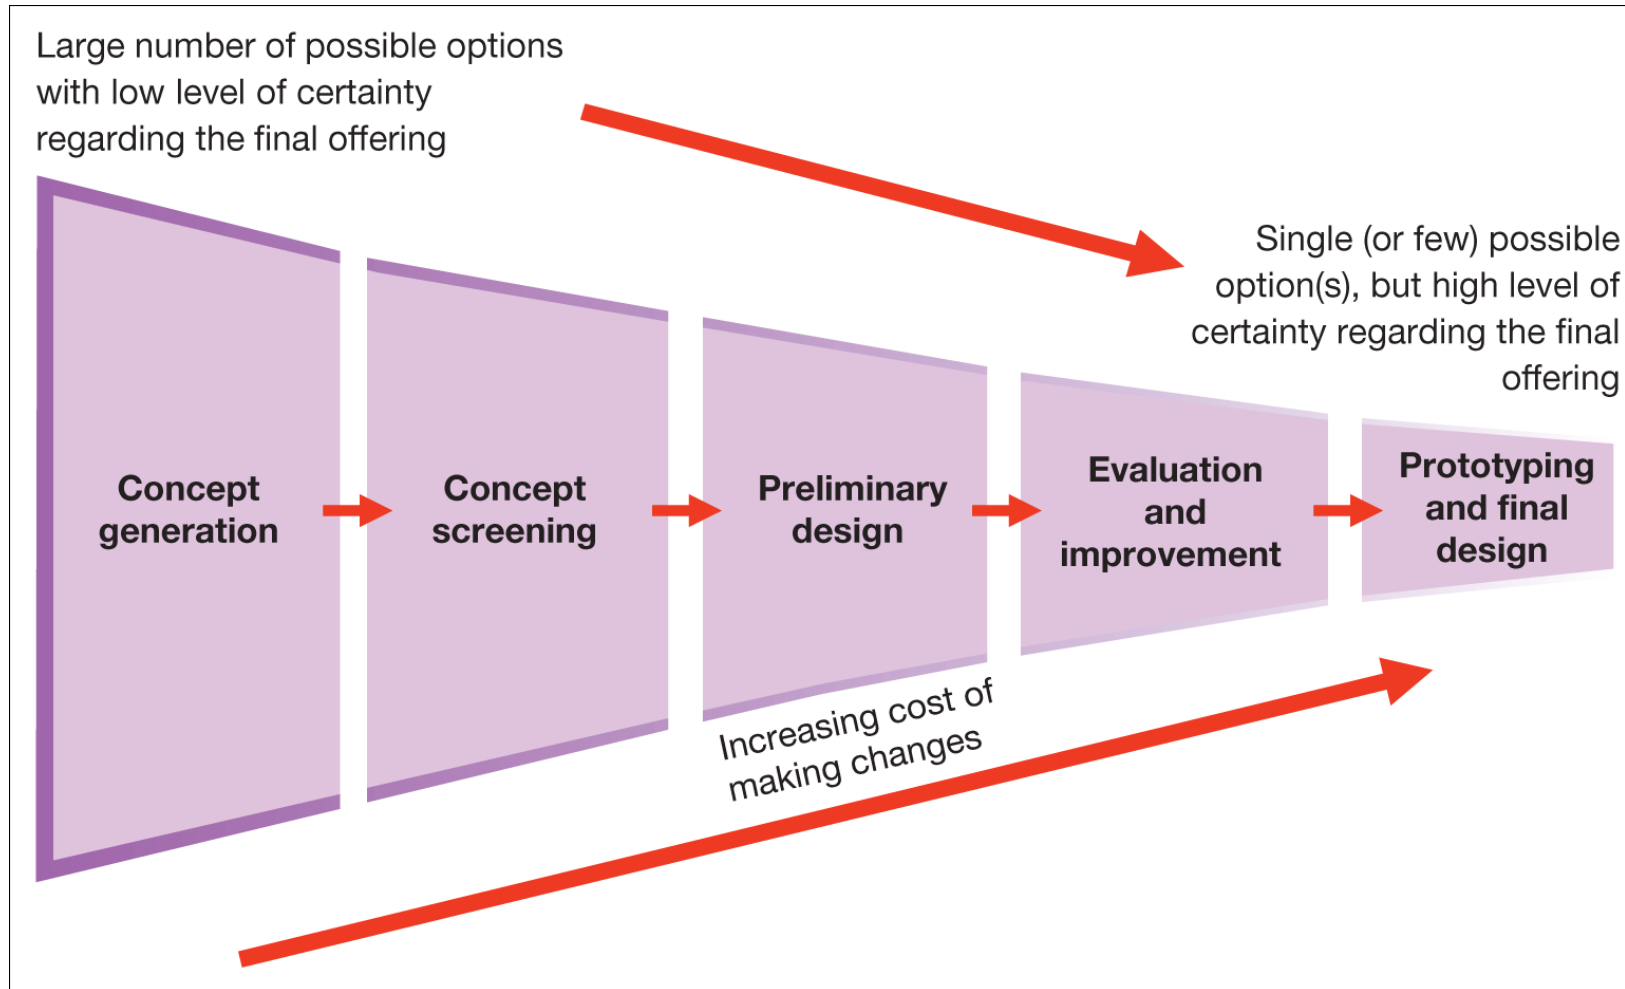 Large number of possible options
with low level of certainty
regarding the final offering
Single (or few) possible
option(s), but high level of
certainty regarding the final
offering
Concept
generation
Concept
screening
Preliminary
design
Evaluation
and
improvement
Prototyping
and final
design
Increasing cost of
making changes